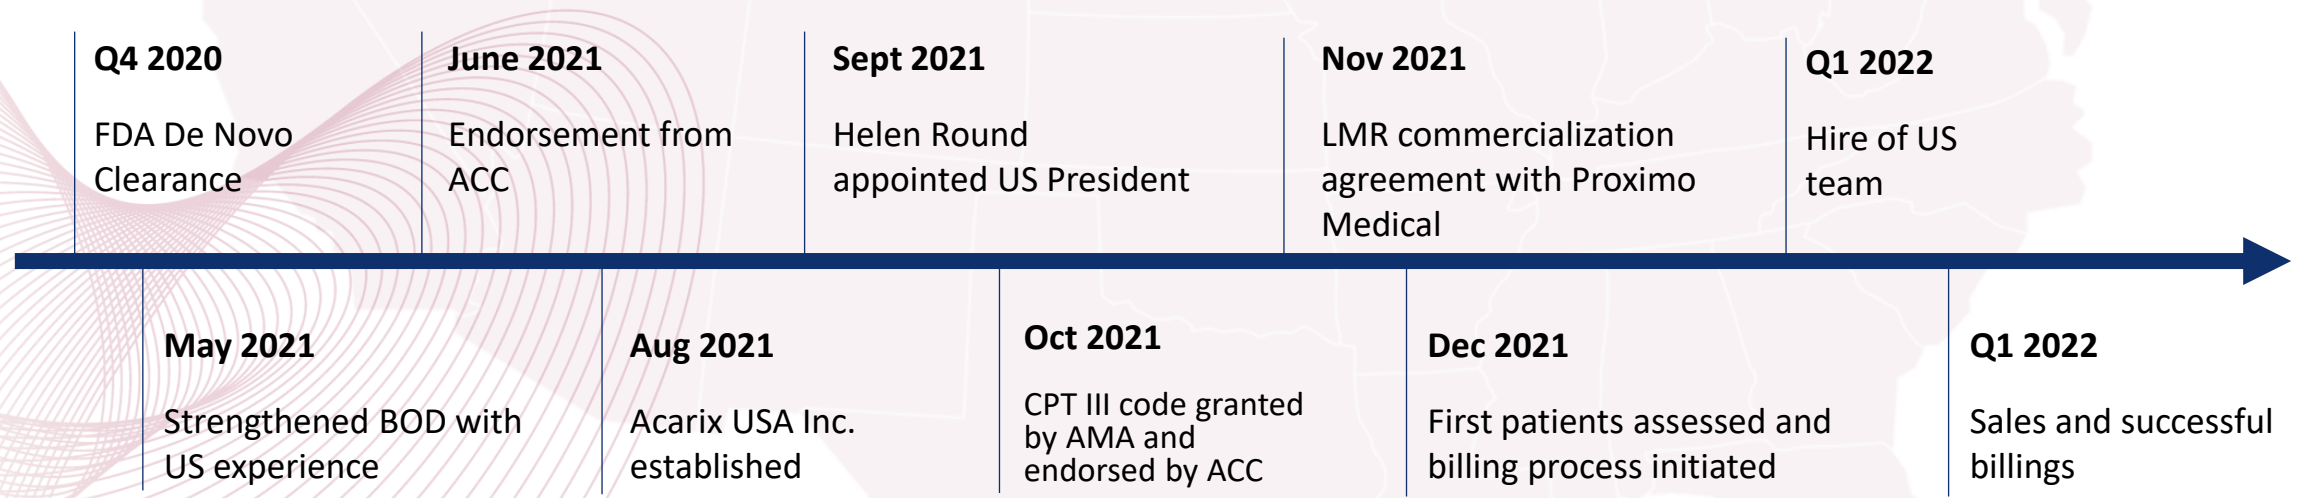 Q4 2020
FDA De Novo
Clearance
June 2021
Endorsement from
ACC
Sept 2021
Helen Round
appointed US President
Nov 2021
LMR commercialization
agreement with Proximo
Medical
Q1 2022
Hire of US
team
May 2021
Strengthened BOD with
US experience
Aug 2021
Acarix USA Inc.
established
Oct 2021
CPT III code granted
by AMA and
endorsed by ACC
Dec 2021
First patients assessed and
billing process initiated
Q1 2022
Sales and successful
billings